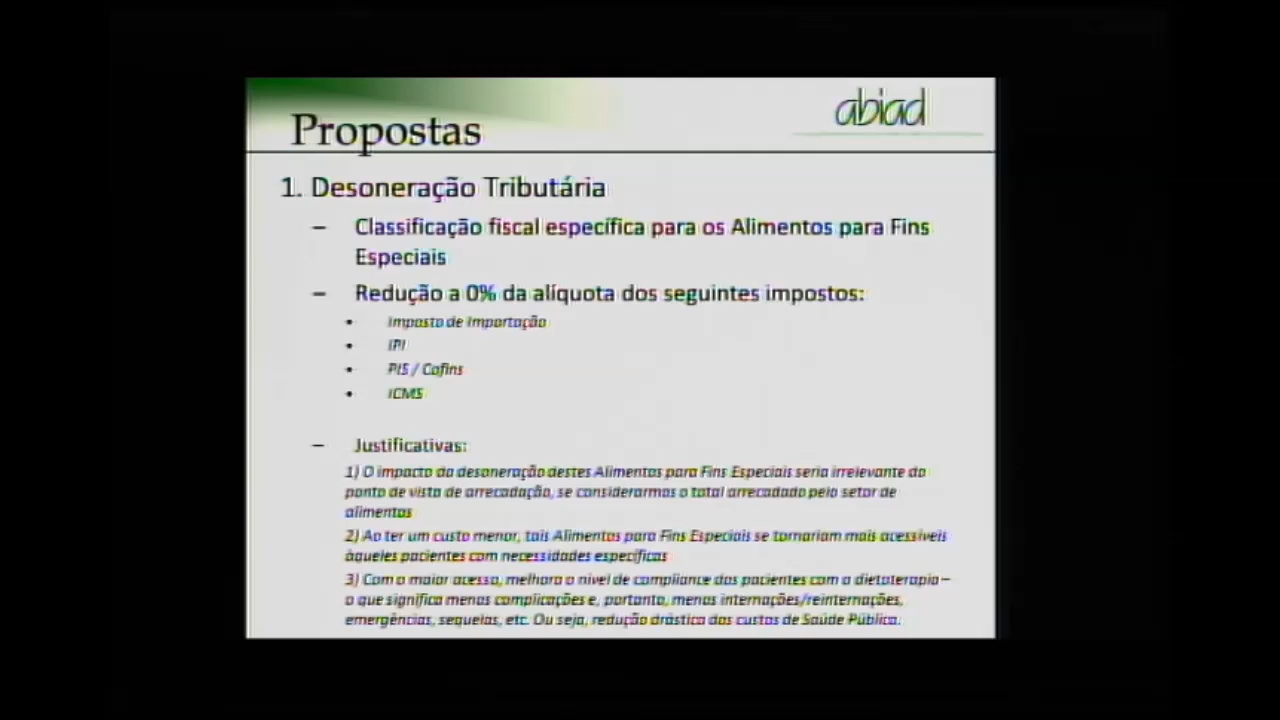 abiad
Propostas
1. Desoneração Tributária
– Classificação fiscal específica para os Alimentos para Fins
Especiais
– Redução a 0% da alíquota dos seguintes impostos:
• Imposto de Importação
• IPI
• PIS / Cofins
• ICMS
– Justificativas:
1) O impacto da desoneração destes Alimentos para Fins Especiais seria irrelevante do
ponto de vista de arrecadação, se considerarmos o total arrecadado pelo setor de
alimentos
2) Ao ter um custo menor, tais Alimentos para Fins Especiais se tornariam mais acessíveis
àqueles pacientes com necessidades específicas
3) Com o maior acesso, melhora o nível de compliance dos pacientes com a dietoterapia –
o que significa menos complicações e, portanto, menos internações/reinternações,
emergências, sequelas, etc. Ou seja, redução drástica dos custos de Saúde Pública.